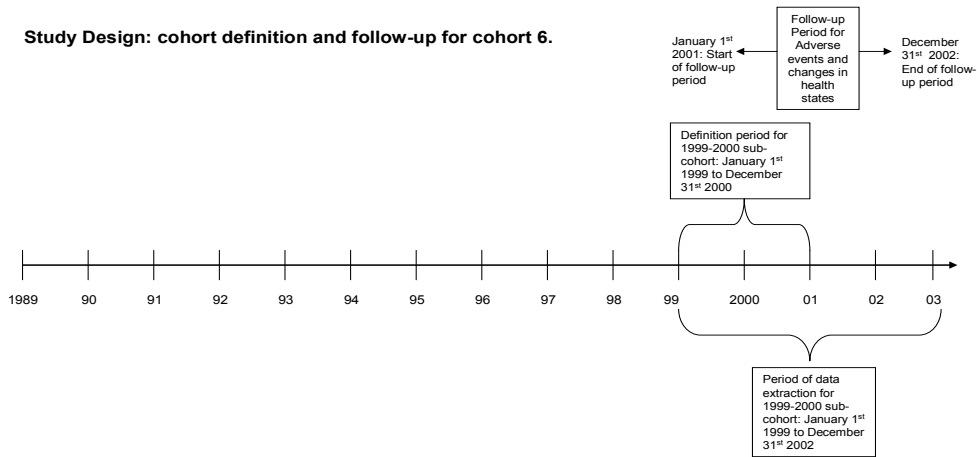 Study Design: cohort definition and follow-up for cohort 6.
January 1st
2001: Start
of follow-up
period
Follow-up
Period for
Adverse
events and
changes in
health
states
December
31st 2002:
End of follow-
up period
Definition period for
1999-2000 sub-
cohort: January 1st
1999 to December
31st 2000
1989 90 91 92 93 94 95 96 97 98 99 2000 01 02 03
Period of data
extraction for
1999-2000 sub-
cohort: January 1st
1999 to December
31st 2002